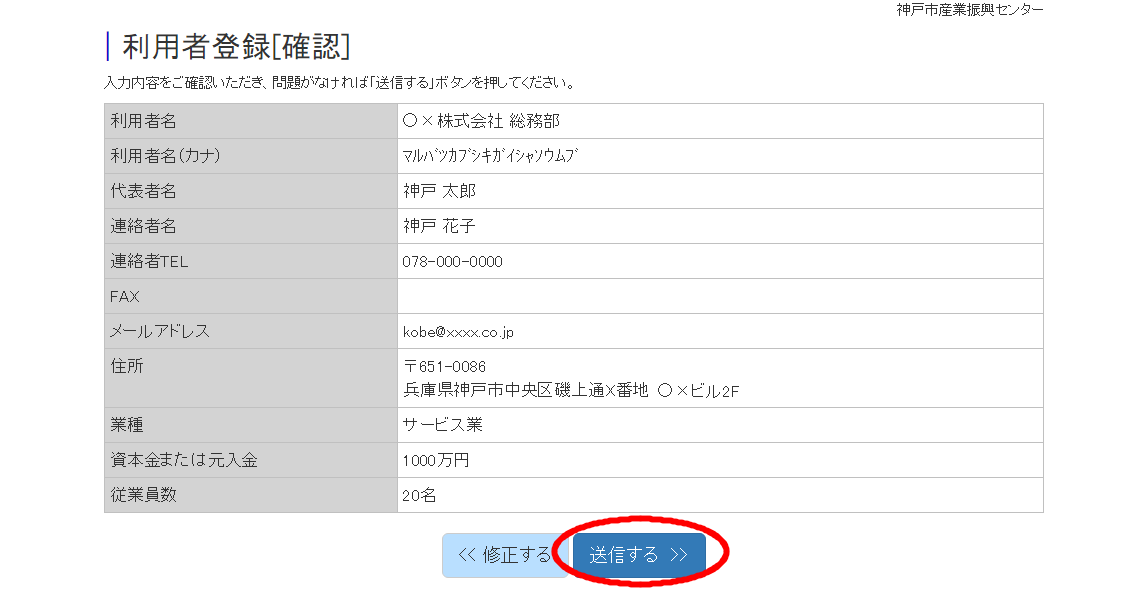 神戸市産業振興センター
利用者登録[確認]
入力内容をご確認いただき、問題がなければ「送信する」ボタンを押してください。
利用者名 〇×株式会社 総務部
利用者名(カナ) ﾏﾙﾊﾞﾂｶﾌﾞｼｷｶﾞｲｼｬｿｳﾑﾌﾞ
代表者名 神戸 太郎
連絡者名 神戸 花子
連絡者TEL 078-000-0000
FAX
メールアドレス kobe@xxxx.co.jp
住所 〒651-0086
兵庫県神戸市中央区磯上通X番地 〇×ビル2F
業種 サービス業
資本金または元入金 1000万円
従業員数 20名
<< 修正する 送信する >>